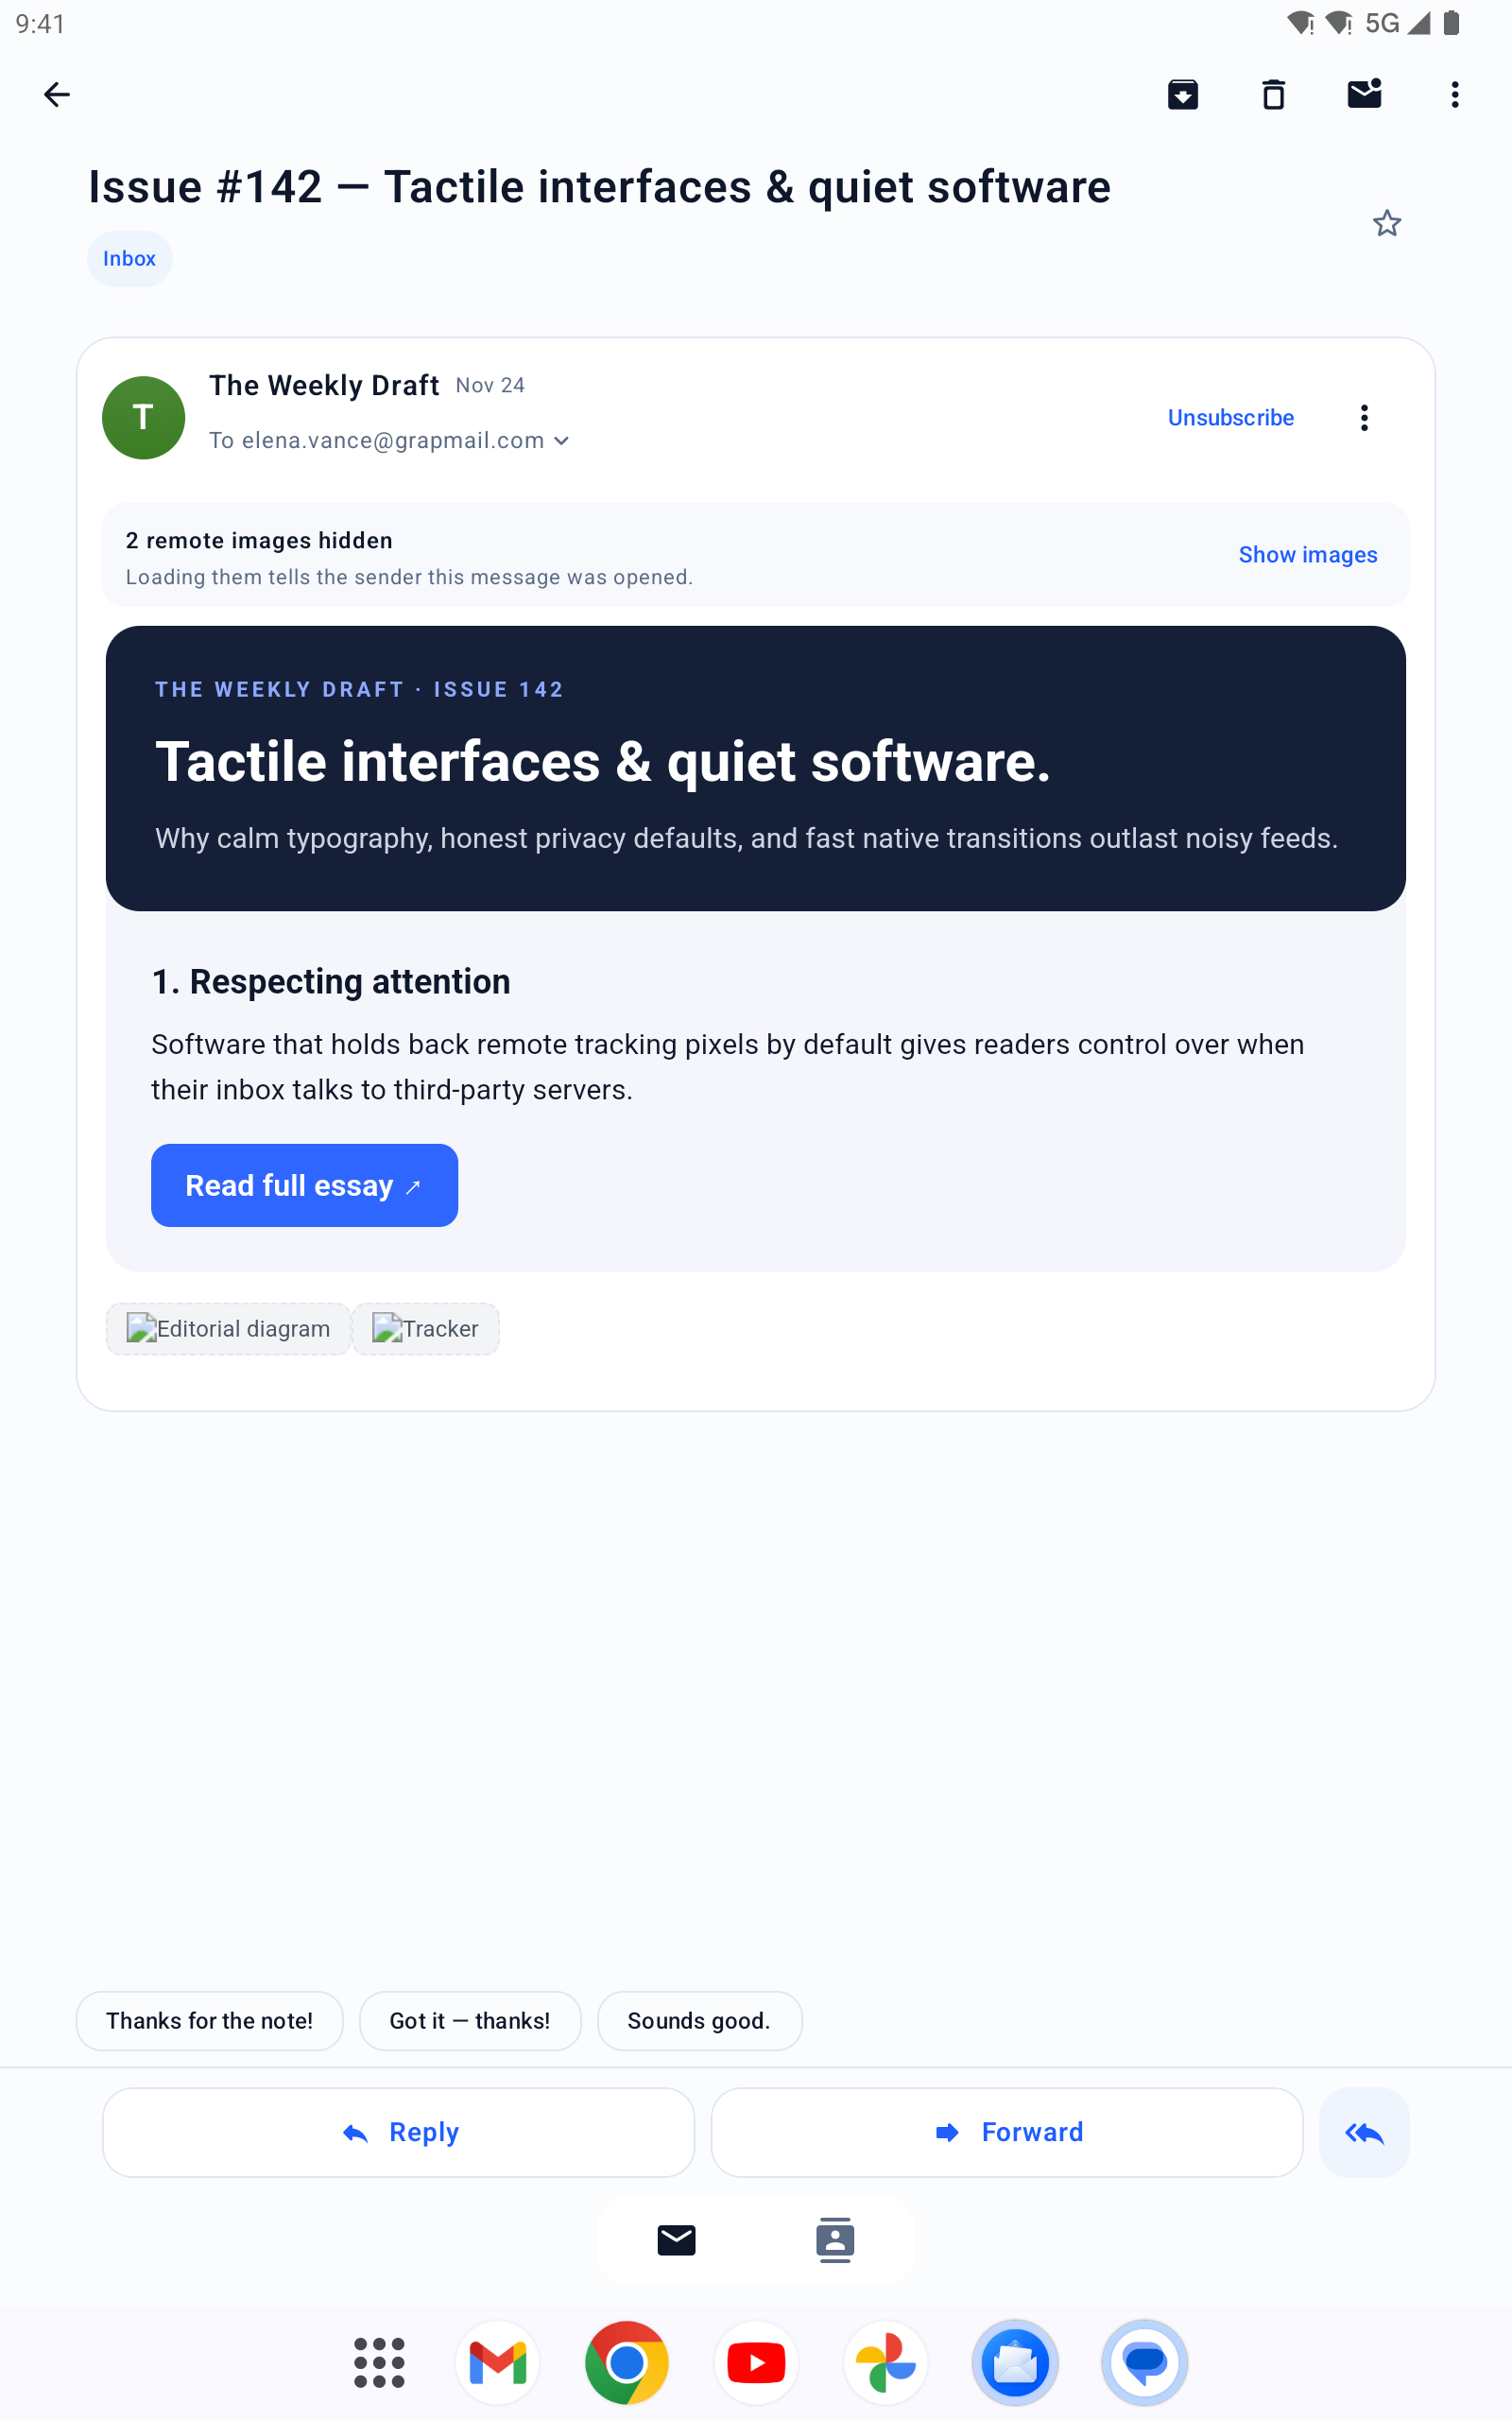 9:41
5G
Issue #142 — Tactile interfaces & quiet software
Inbox
T
The Weekly Draft Nov 24
To elena.vance@grapmail.com
Unsubscribe
2 remote images hidden
Loading them tells the sender this message was opened.
Show images
THE WEEKLY DRAFT · ISSUE 142
Tactile interfaces & quiet software.
Why calm typography, honest privacy defaults, and fast native transitions outlast noisy feeds.
1. Respecting attention
Software that holds back remote tracking pixels by default gives readers control over when
their inbox talks to third-party servers.
Read full essay ↗
Editorial diagram Tracker
Thanks for the note! Got it — thanks! Sounds good.
Reply Forward